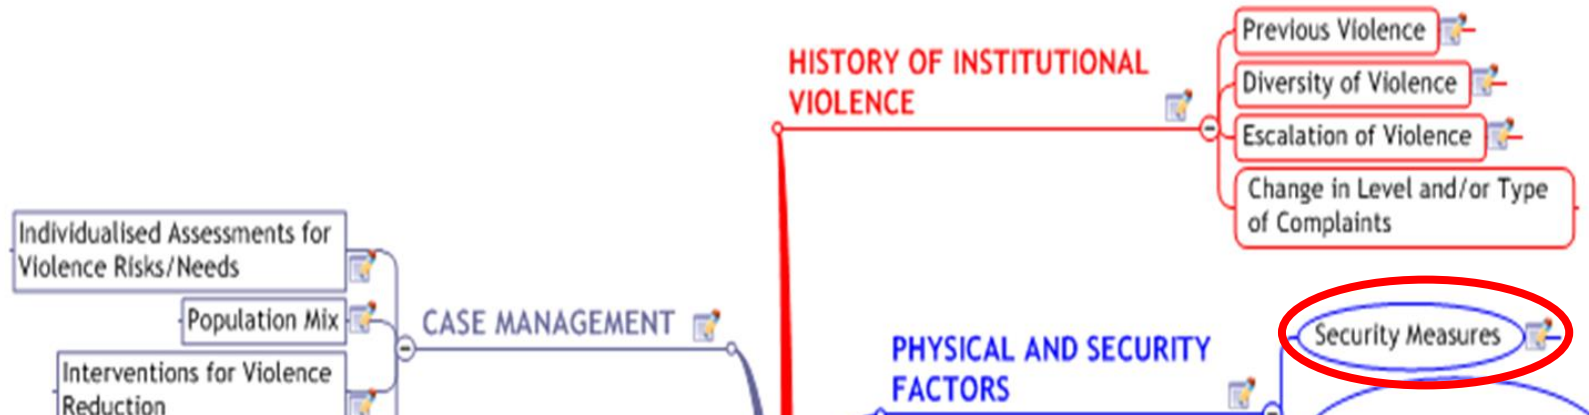 HISTORY OF INSTITUTIONAL
VIOLENCE
Previous Violence
Diversity of Violence
Escalation of Violence
Change in Level and/or Type
of Complaints
Individualised Assessments for
Violence Risks/Needs
Population Mix
Interventions for Violence
Reduction
CASE MANAGEMENT
PHYSICAL AND SECURITY
FACTORS
Security Measures